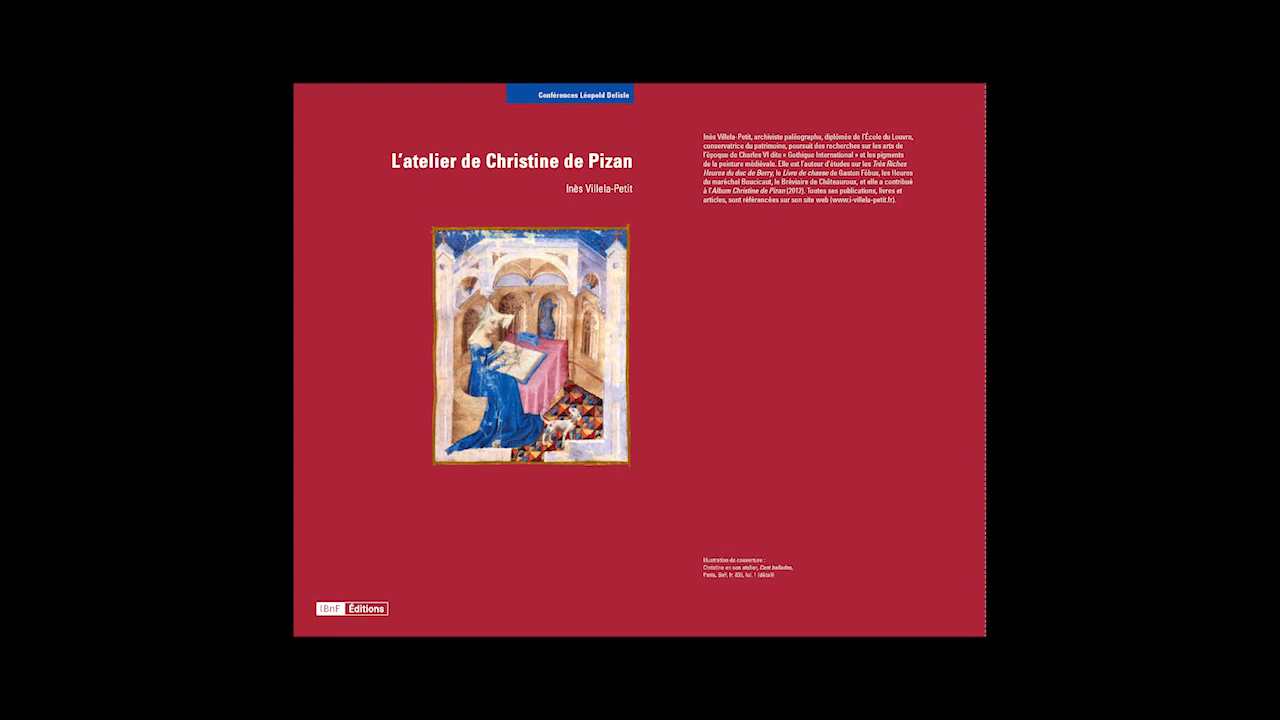 Conférences Léopold Delisle
L'atelier de Christine de Pizan
Inès Villela-Petit
Inès Villela-Petit, archiviste paléographe, diplômée de l'École du Louvre,
conservatrice du patrimoine, poursuit des recherches sur les arts de
l'époque de Charles VI dite « Gothique International » et les pigments
de la peinture médiévale. Elle est l'auteur d'études sur les Très Riches
Heures du duc de Berry, le Livre de chasse de Gaston Fébus, les Heures
du maréchal Boucicaut, le Bréviaire de Châteauroux, et elle a contribué
à l'Album Christine de Pizan (2012). Toutes ses publications, livres et
articles, sont référencées sur son site web (www.i-villela-petit.fr).
Illustration de couverture :
Christine en son atelier, Cent ballades,
Paris, BnF, fr. 835, fol. 1 (détail)
{BnF Éditions